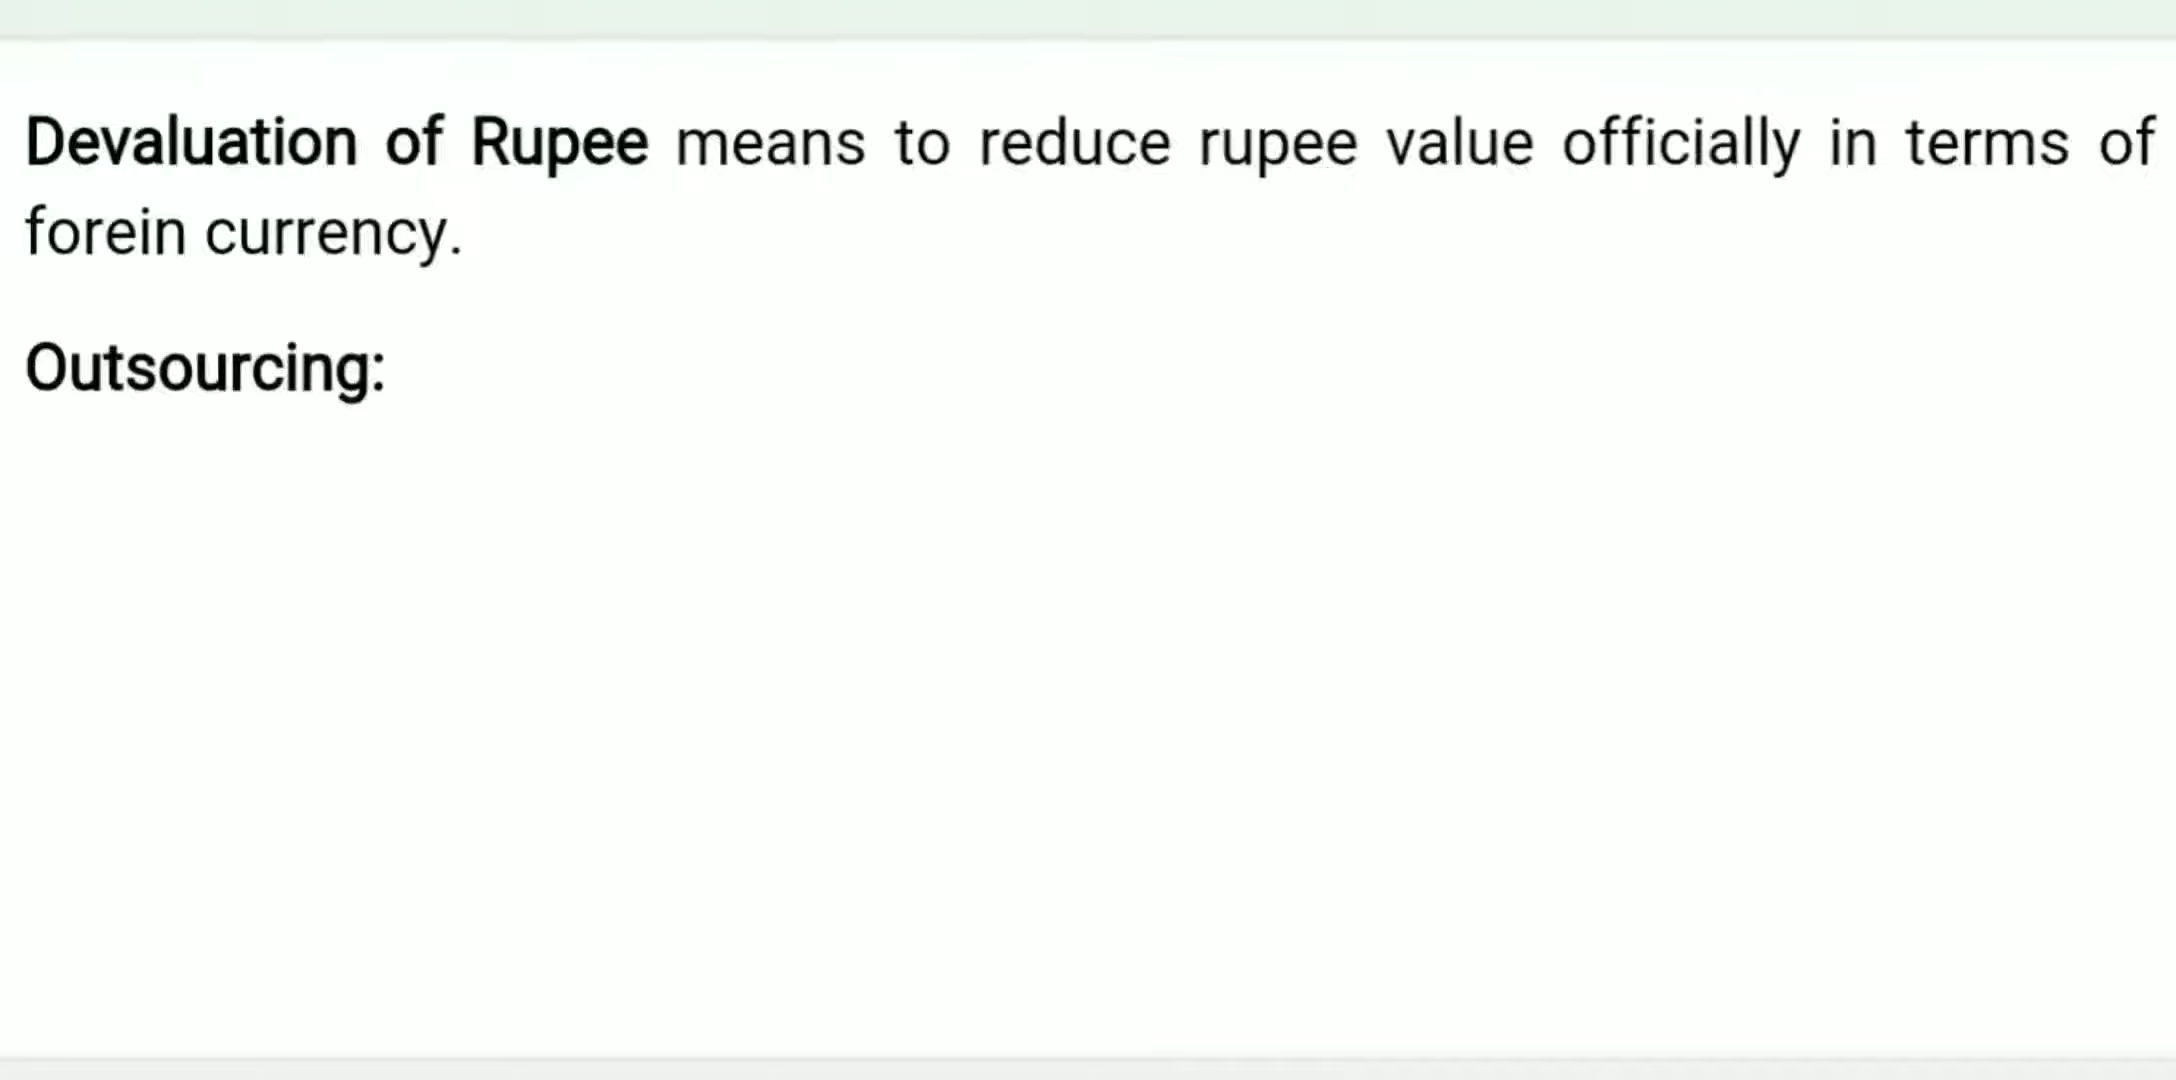 Devaluation of Rupee means to reduce rupee value officially in terms of
forein currency.
Outsourcing: